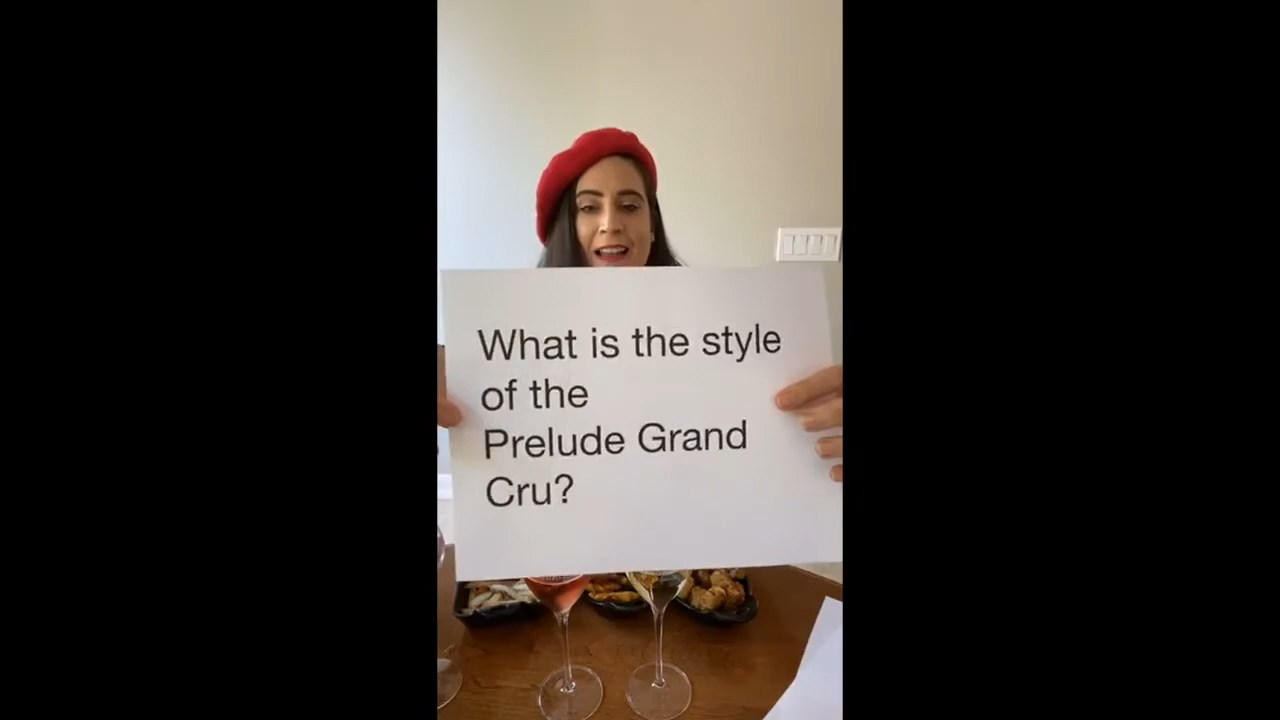 What is the style
of the
Prelude Grand
Cru?